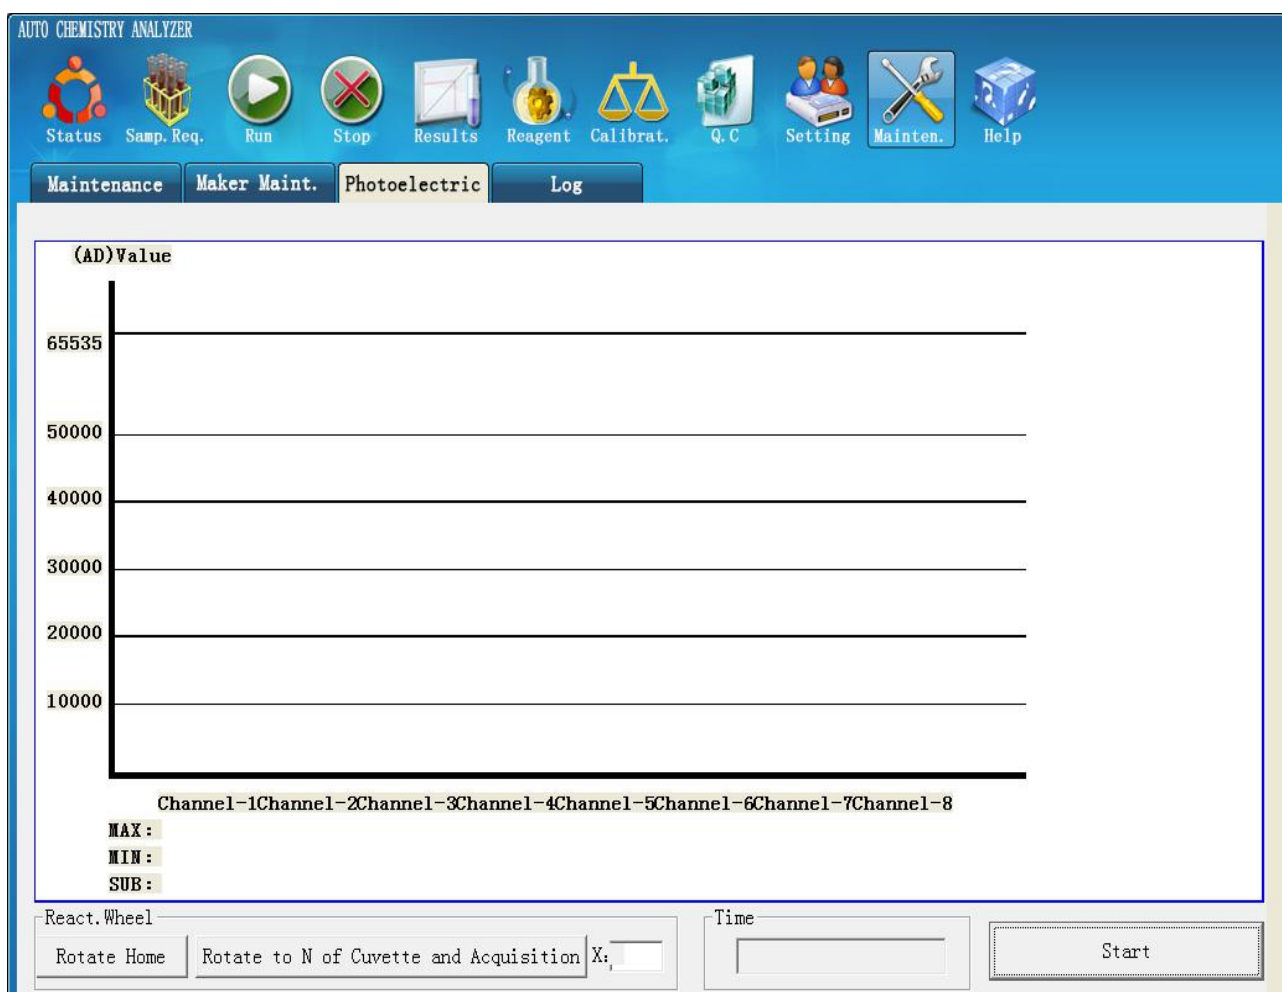 AUTO CHEMISTRY ANALYZER
Status Samp.Req. Run Stop Results Reagent Calibrat. Q.C Setting Mainten. Help
Maintenance Maker Maint. Photoelectric Log
(AD)Value
65535
50000
40000
30000
20000
10000
Channel-1Channel-2Channel-3Channel-4Channel-5Channel-6Channel-7Channel-8
MAX:
MIN:
SUB:
React.Wheel Time
Rotate Home Rotate to N of Cuvette and Acquisition X: Start